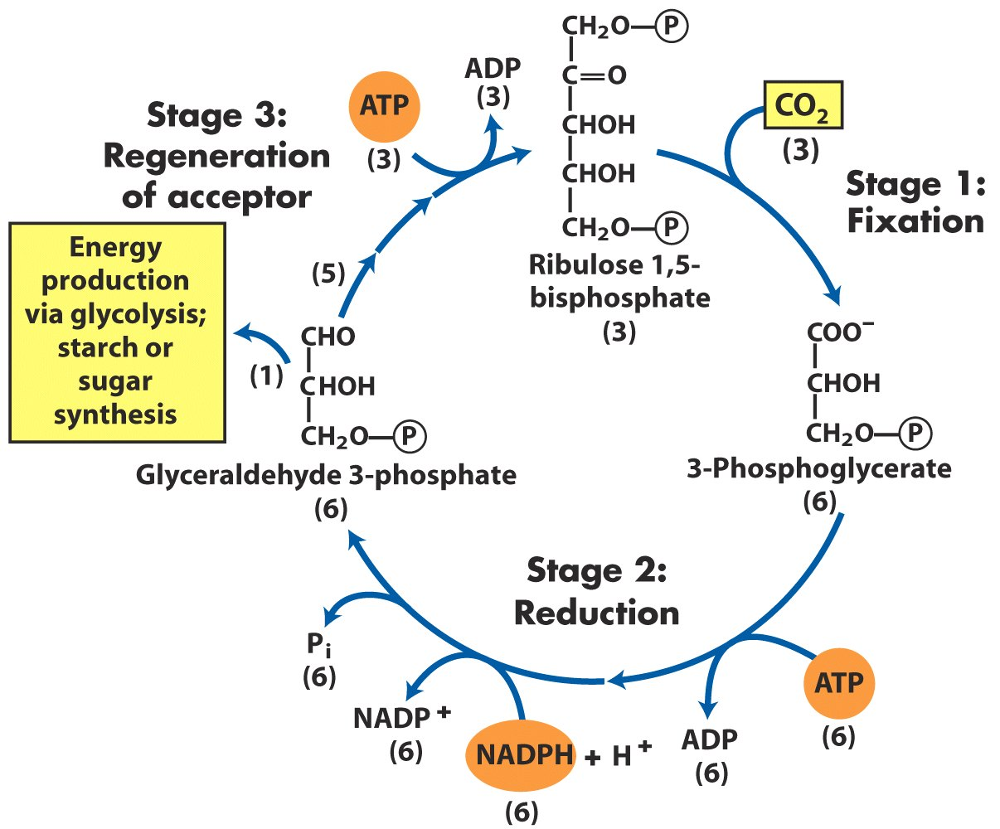 CH2O—P
C=O
CHOH
CHOH
CH2O—P
Ribulose 1,5-
bisphosphate
(3)
CO2
(3)
Stage 1:
Fixation
COO−
CHOH
CH2O—P
3-Phosphoglycerate
(6)
Stage 2:
Reduction
ATP
(6)
ADP
(6)
NADPH + H+
(6)
NADP+
(6)
Pi
(6)
CHO
CHOH
CH2O—P
Glyceraldehyde 3-phosphate
(6)
(1)
Energy
production
via glycolysis;
starch or
sugar
synthesis
(5)
Stage 3:
Regeneration
of acceptor
ATP
(3)
ADP
(3)